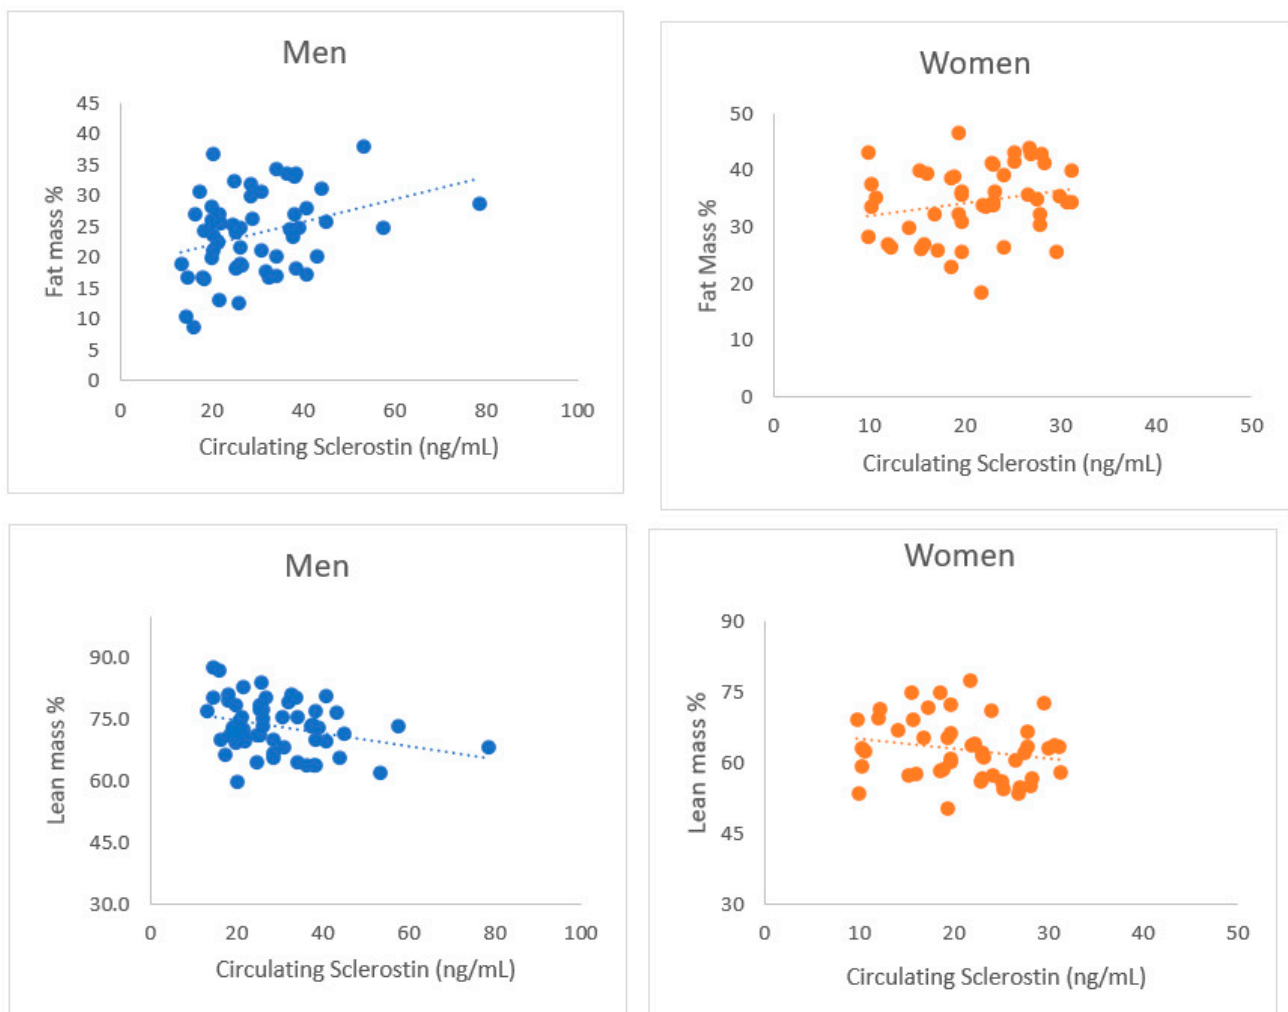 Men
45
40
35
30
25
20
15
10
5
0
Fat mass %
0 20 40 60 80 100
Circulating Sclerostin (ng/mL)
Women
50
40
30
20
10
0
Fat Mass %
0 10 20 30 40 50
Circulating Sclerostin (ng/mL)
Men
90.0
75.0
60.0
45.0
30.0
Lean mass %
0 20 40 60 80 100
Circulating Sclerostin (ng/mL)
Women
90
75
60
45
30
Lean mass %
0 10 20 30 40 50
Circulating Sclerostin (ng/mL)